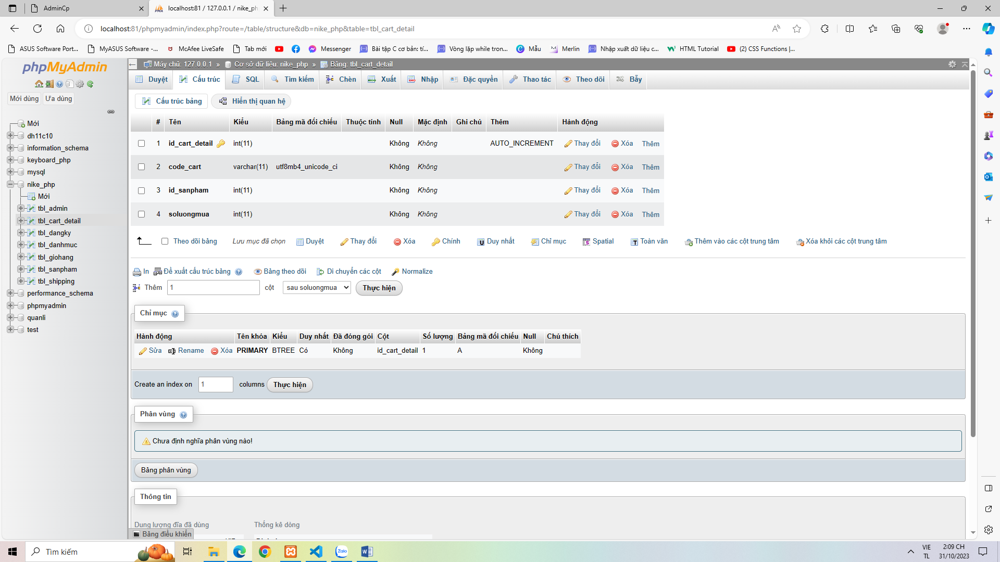 AdminCp
localhost:81 / 127.0.0.1 / nike_ph
localhost:81/phpmyadmin/index.php?route=/table/structure&db=nike_php&table=tbl_cart_detail
ASUS Software Port...
MyASUS Software -...
McAfee LiveSafe
Tab mới
Messenger
Bài tập C cơ bản: tí...
Vòng lặp while tron...
Mẫu
Merlin
Nhập xuất dữ liệu c...
HTML Tutorial
(2) CSS Functions |...
phpMyAdmin
Mới dùng Ưa dùng
Mới
dh11c10
information_schema
keyboard_php
mysql
nike_php
Mới
tbl_admin
tbl_cart_detail
tbl_dangky
tbl_danhmuc
tbl_giohang
tbl_sanpham
tbl_shipping
performance_schema
phpmyadmin
quanli
test
Máy chủ: 127.0.0.1 » Cơ sở dữ liệu: nike_php » Bảng: tbl_cart_detail
Duyệt Cấu trúc SQL Tìm kiếm Chèn Xuất Nhập Đặc quyền Thao tác Theo dõi Bẫy
Cấu trúc bảng Hiển thị quan hệ
# Tên Kiểu Bảng mã đối chiếu Thuộc tính Null Mặc định Ghi chú Thêm Hành động
1 id_cart_detail int(11) Không Không AUTO_INCREMENT Thay đổi Xóa Thêm
2 code_cart varchar(11) utf8mb4_unicode_ci Không Không Thay đổi Xóa Thêm
3 id_sanpham int(11) Không Không Thay đổi Xóa Thêm
4 soluongmua int(11) Không Không Thay đổi Xóa Thêm
Theo dõi bảng Lưu mục đã chọn Duyệt Thay đổi Xóa Chính Duy nhất Chỉ mục Spatial Toàn văn Thêm vào các cột trung tâm Xóa khỏi các cột trung tâm
In Đề xuất cấu trúc bảng Bảng theo dõi Di chuyển các cột Normalize
Thêm 1 cột sau soluongmua Thực hiện
Chỉ mục
Hành động Tên khóa Kiểu Duy nhất Đã đóng gói Cột Số lượng Bảng mã đối chiếu Null Chú thích
Sửa Rename Xóa PRIMARY BTREE Có Không id_cart_detail 1 A Không
Create an index on 1 columns Thực hiện
Phân vùng
Chưa định nghĩa phân vùng nào!
Bảng phân vùng
Thông tin
Dung lượng đĩa đã dùng Thống kê dòng
Bảng điều khiển
Tìm kiếm
Zalo
VIE
TL
2:09 CH
31/10/2023